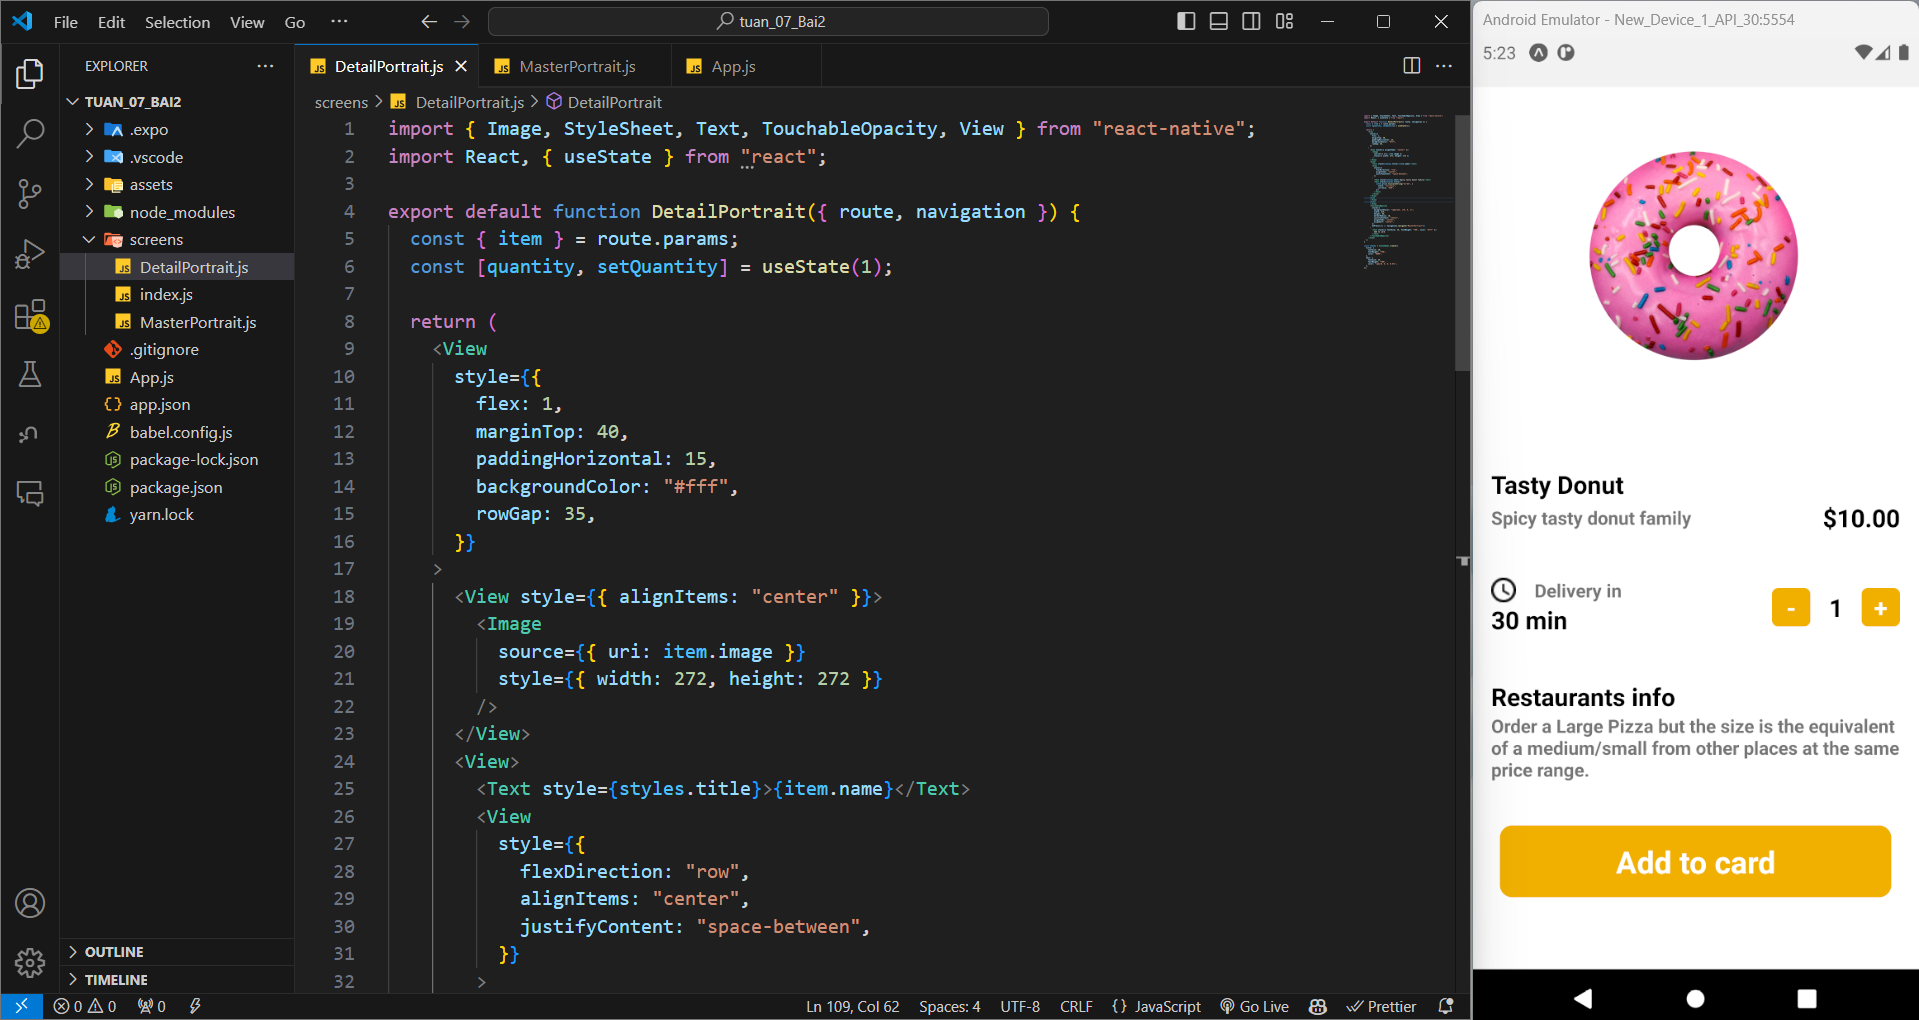 File Edit Selection View Go ··· tuan_07_Bai2
EXPLORER
TUAN_07_BAI2
.expo
.vscode
assets
node_modules
screens
DetailPortrait.js
index.js
MasterPortrait.js
.gitignore
App.js
app.json
babel.config.js
package-lock.json
package.json
yarn.lock
OUTLINE
TIMELINE
DetailPortrait.js MasterPortrait.js App.js
screens > DetailPortrait.js > DetailPortrait
1 import { Image, StyleSheet, Text, TouchableOpacity, View } from "react-native";
2 import React, { useState } from "react";
3
4 export default function DetailPortrait({ route, navigation }) {
5 const { item } = route.params;
6 const [quantity, setQuantity] = useState(1);
7
8 return (
9 <View
10 style={{
11 flex: 1,
12 marginTop: 40,
13 paddingHorizontal: 15,
14 backgroundColor: "#fff",
15 rowGap: 35,
16 }}
17 >
18 <View style={{ alignItems: "center" }}>
19 <Image
20 source={{ uri: item.image }}
21 style={{ width: 272, height: 272 }}
22 />
23 </View>
24 <View>
25 <Text style={styles.title}>{item.name}</Text>
26 <View
27 style={{
28 flexDirection: "row",
29 alignItems: "center",
30 justifyContent: "space-between",
31 }}
32 >
0 0 0 Ln 109, Col 62 Spaces: 4 UTF-8 CRLF {} JavaScript Go Live Prettier
Android Emulator - New_Device_1_API_30:5554
5:23
Tasty Donut
Spicy tasty donut family $10.00
Delivery in
30 min
- 1 +
Restaurants info
Order a Large Pizza but the size is the equivalent
of a medium/small from other places at the same
price range.
Add to card